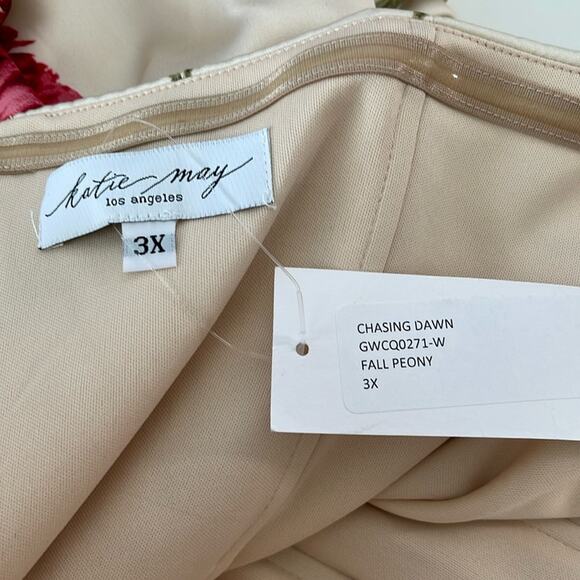 katie may
los angeles
3X
CHASING DAWN
GWCQ0271-W
FALL PEONY
3X